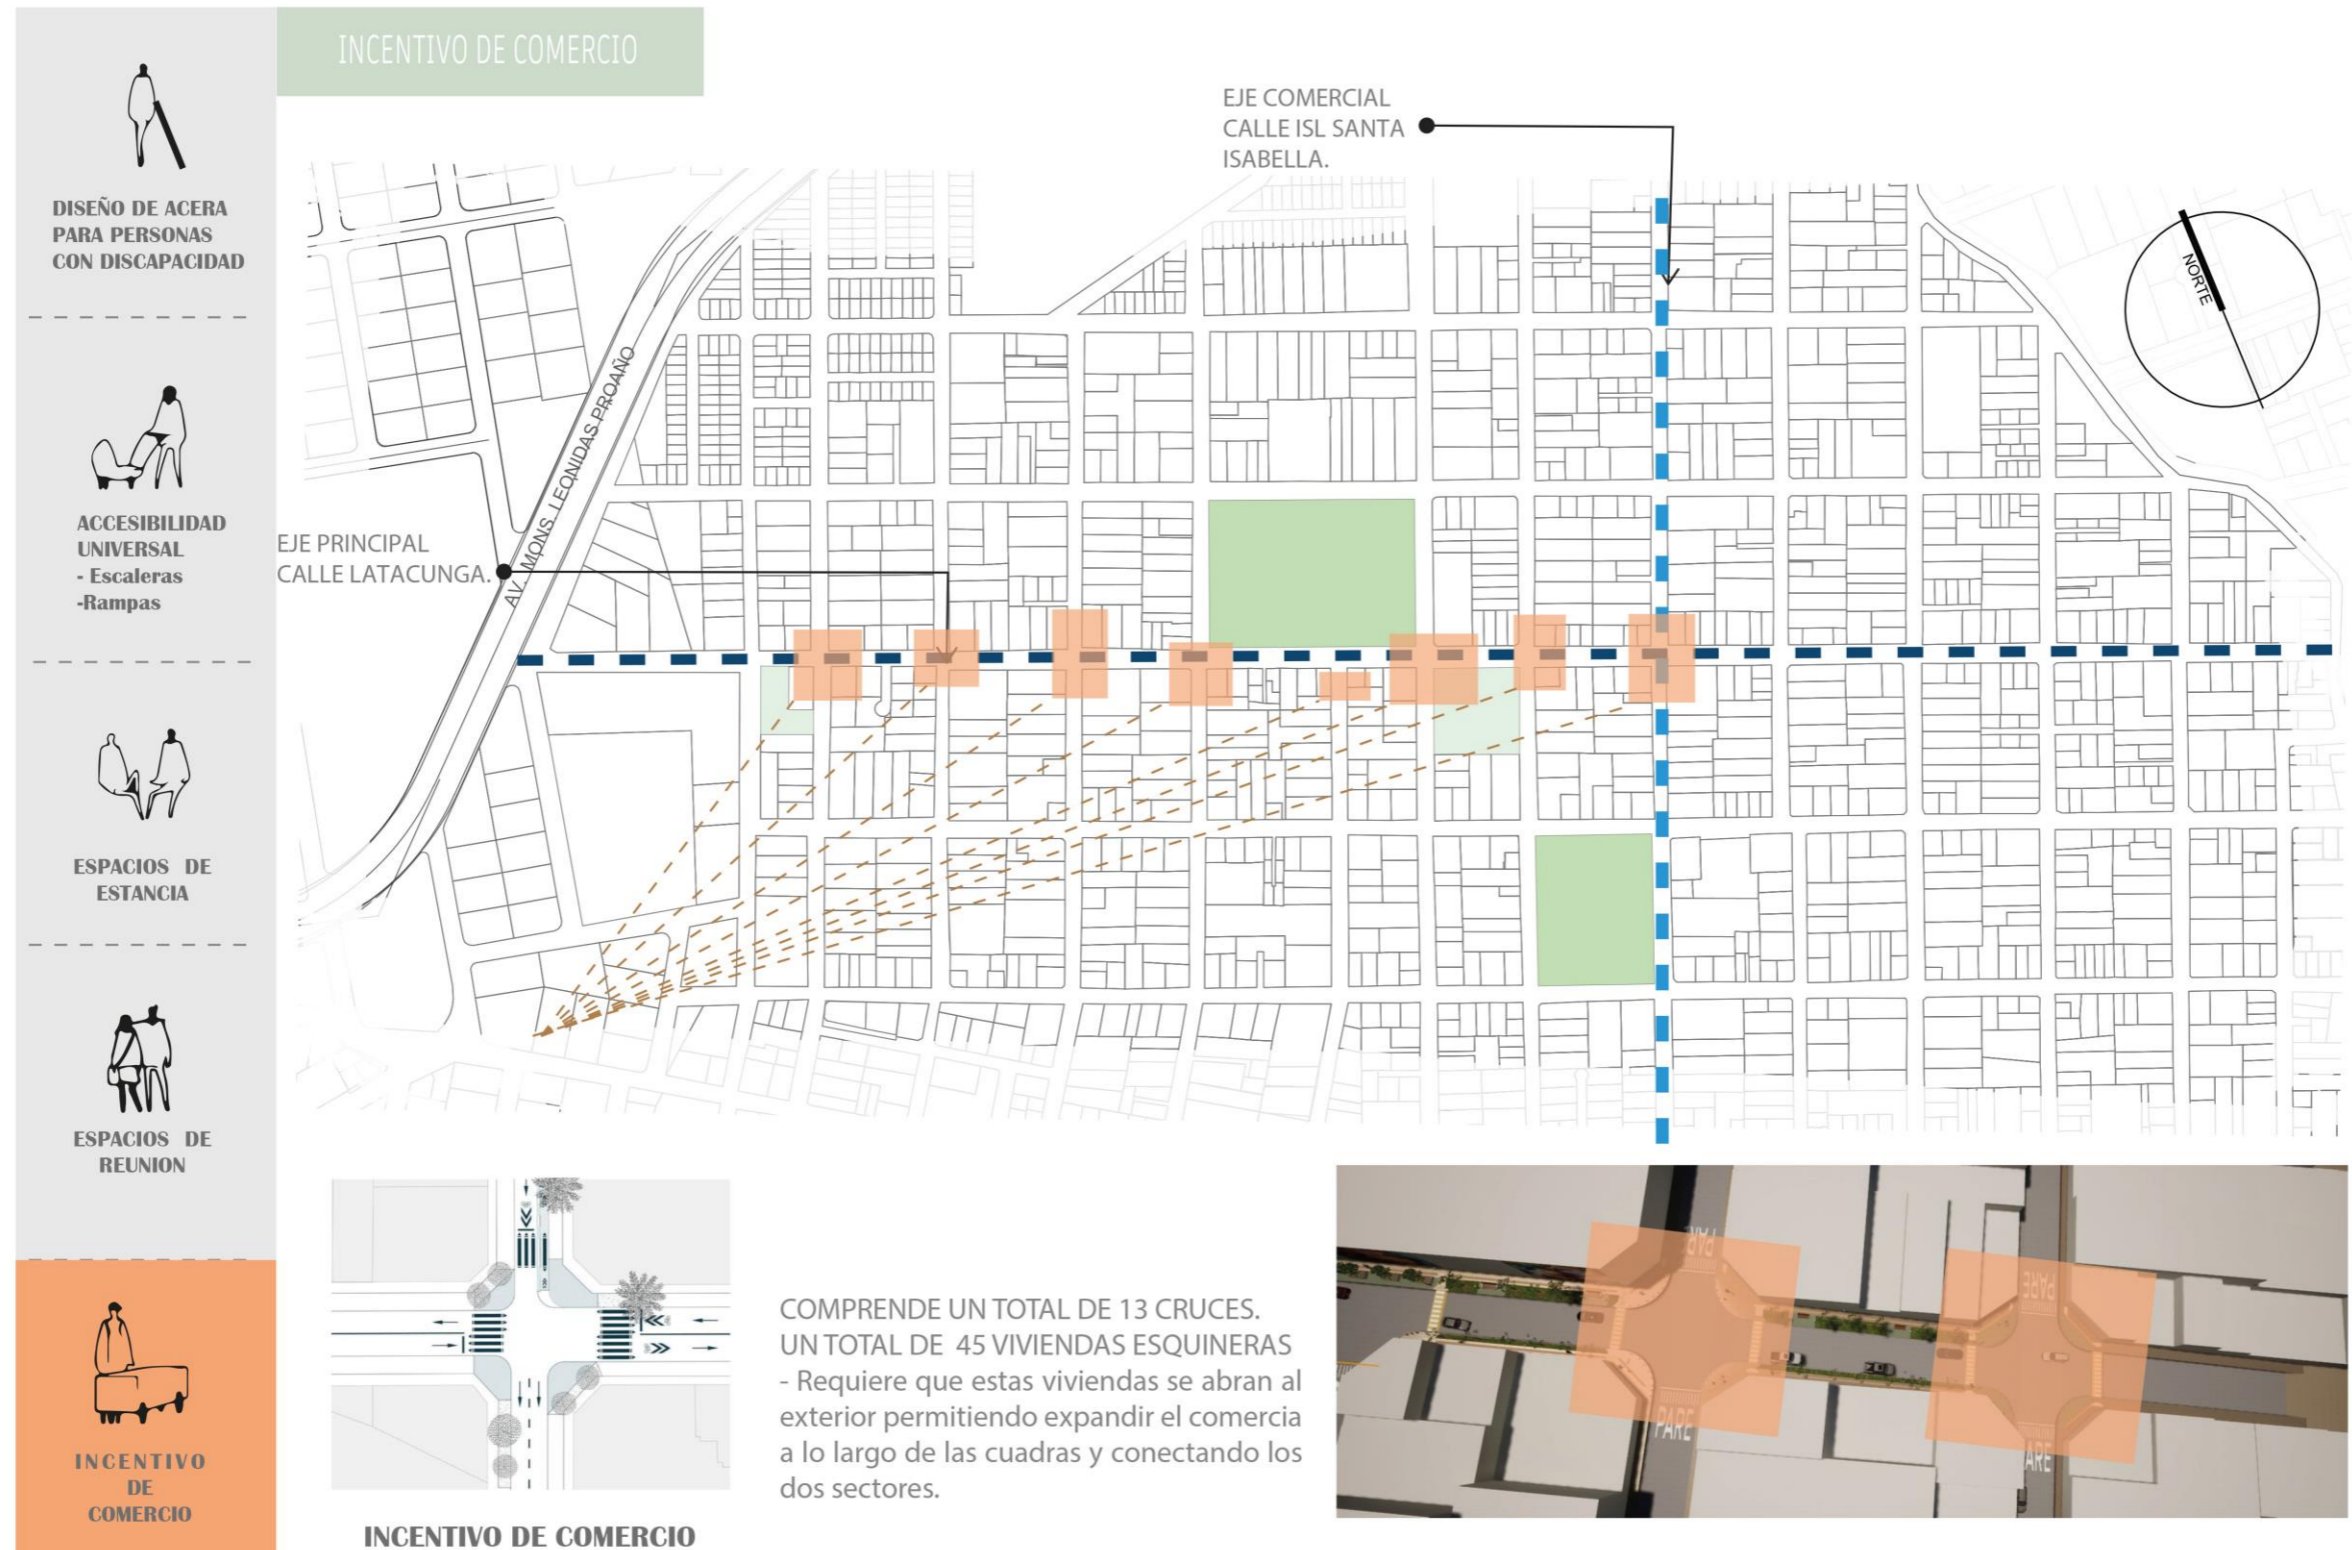 INCENTIVO DE COMERCIO
DISEÑO DE ACERA
PARA PERSONAS
CON DISCAPACIDAD
ACCESIBILIDAD
UNIVERSAL
- Escaleras
-Rampas
ESPACIOS DE
ESTANCIA
ESPACIOS DE
REUNION
INCENTIVO
DE
COMERCIO
EJE COMERCIAL
CALLE ISL SANTA
ISABELLA.
NORTE
AV. MONS. LEONIDAS PROAÑO
EJE PRINCIPAL
CALLE LATACUNGA.
INCENTIVO DE COMERCIO
COMPRENDE UN TOTAL DE 13 CRUCES.
UN TOTAL DE 45 VIVIENDAS ESQUINERAS
- Requiere que estas viviendas se abran al
exterior permitiendo expandir el comercia
a lo largo de las cuadras y conectando los
dos sectores.
PARE
PARE
PARE
ARE